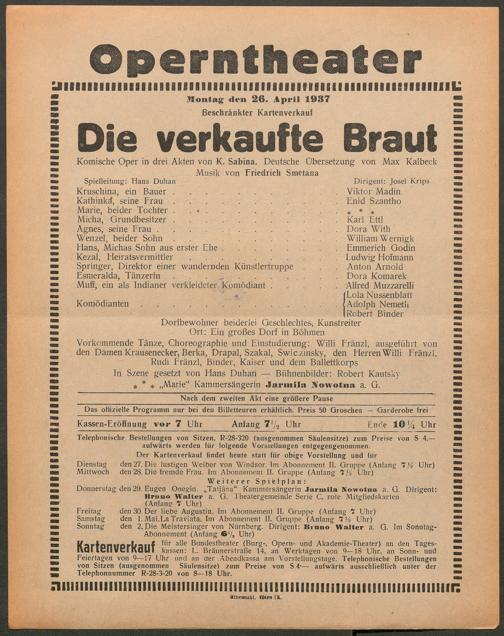 Operntheater
Montag den 26. April 1937
Beschränkter Kartenverkauf
Die verkaufte Braut
Komische Oper in drei Akten von K. Sabina. Deutsche Übersetzung von Max Kalbeck
Musik von Friedrich Smetana
Spielleitung: Hans Duhan Dirigent: Josef Krips
Kruschina, ein Bauer Viktor Madin
Kathinka, seine Frau Enid Szantho
Marie, beider Tochter * * *
Micha, Grundbesitzer Karl Ettl
Agnes, seine Frau Dora With
Wenzel, beider Sohn William Wernigk
Hans, Michas Sohn aus erster Ehe Emmerich Godin
Kezal, Heiratsvermittler Ludwig Hofmann
Springer, Direktor einer wandernden Künstlertruppe Anton Arnold
Esmeralda, Tänzerin Dora Komarek
Muff, ein als Indianer verkleideter Komödiant Alfred Muzzarelli
Lola Nussenblatt
Komödianten Adolph Nemeth
Robert Binder
Dorfbewohner beiderlei Geschlechtes, Kunstreiter
Ort: Ein großes Dorf in Böhmen
Vorkommende Tänze, Choreographie und Einstudierung: Willi Fränzl, ausgeführt von
den Damen Krausenecker, Berka, Drapal, Szakal, Swiczinsky, den Herren Willi Fränzl,
Rudi Fränzl, Binder, Kaiser und dem Ballettkorps
In Szene gesetzt von Hans Duhan — Bühnenbilder: Robert Kautsky
* * * „Marie" Kammersängerin Jarmila Nowotna a. G.
Nach dem zweiten Akt eine größere Pause
Das offizielle Programm nur bei den Billetteuren erhältlich. Preis 50 Groschen — Garderobe frei
Kassen-Eröffnung vor 7 Uhr Anfang 7½ Uhr Ende 10¼ Uhr
Telephonische Bestellungen von Sitzen, R-28-320 (ausgenommen Säulensitze) zum Preise von S 4.—
aufwärts werden für folgende Vorstellungen entgegengenommen.
Der Kartenverkauf findet heute statt für obige Vorstellung und für
Dienstag den 27. Die lustigen Weiber von Windsor. Im Abonnement II. Gruppe (Anfang 7½ Uhr)
Mittwoch den 28. Die fremde Frau. Im Abonnement II. Gruppe (Anfang 7½ Uhr)
Weiterer Spielplan:
Donnerstag den 29. Eugen Onegin. „Tatjana" Kammersängerin Jarmila Nowotna a. G. Dirigent:
Bruno Walter a. G. Theatergemeinde Serie C, rote Mitgliedskarten
(Anfang 7 Uhr)
Freitag den 30. Der liebe Augustin. Im Abonnement II. Gruppe (Anfang 7 Uhr)
Samstag den 1. Mai. La Traviata. Im Abonnement II. Gruppe (Anfang 7½ Uhr)
Sonntag den 2. Die Meistersinger von Nürnberg. Dirigent: Bruno Walter a. G. Im Sonntag-
Abonnement (Anfang 6½ Uhr)
Kartenverkauf für alle Bundestheater (Burg-, Opern- und Akademie-Theater) an den Tages-
kassen: I., Bräunerstraße 14, an Werktagen von 9—18 Uhr, an Sonn- und
Feiertagen von 9—17 Uhr und an der Abendkassa im Vorstellungstage. Telephonische Bestellungen
von Sitzen (ausgenommen Säulensitze) zum Preise von S 4.— aufwärts ausschließlich unter der
Telephonnummer R-28-3-20 von 8—18 Uhr.
Wien IX.